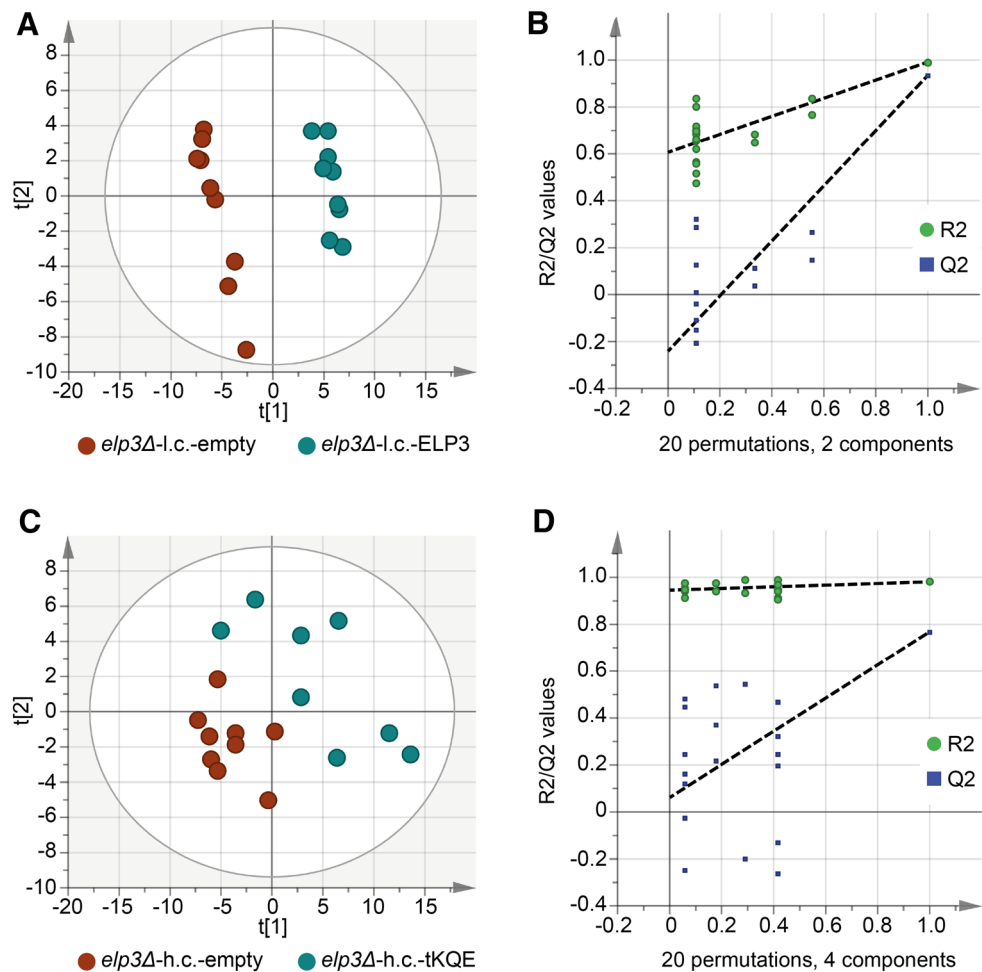 A
t[2]
8
6
4
2
0
-2
-4
-6
-8
-10
-20 -15 -10 -5 0 5 10 15
t[1]
elp3Δ-l.c.-empty elp3Δ-l.c.-ELP3
B
R2/Q2 values
1.0
0.8
0.6
0.4
0.2
0
-0.2
-0.4
-0.2 0 0.2 0.4 0.6 0.8 1.0
R2
Q2
20 permutations, 2 components
C
t[2]
8
6
4
2
0
-2
-4
-6
-8
-10
-20 -15 -10 -5 0 5 10 15
t[1]
elp3Δ-h.c.-empty elp3Δ-h.c.-tKQE
D
R2/Q2 values
1.0
0.8
0.6
0.4
0.2
0
-0.2
-0.4
-0.2 0 0.2 0.4 0.6 0.8 1.0
R2
Q2
20 permutations, 4 components